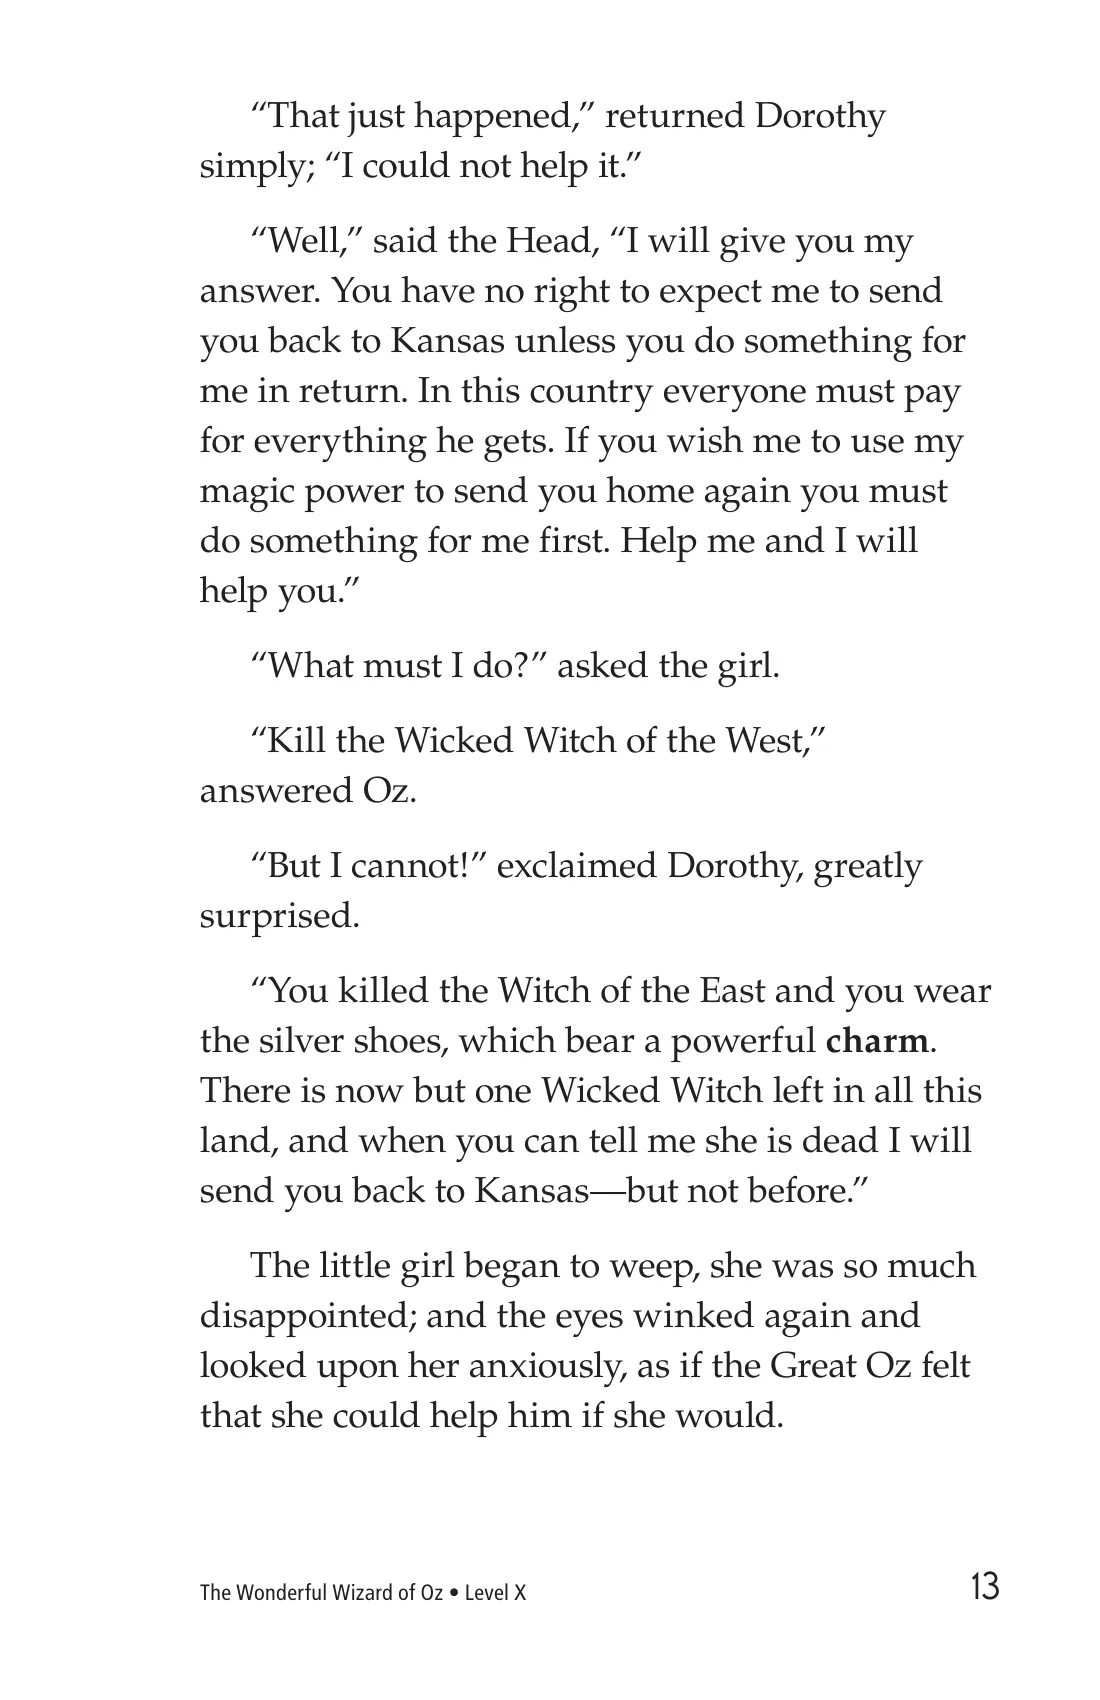 “That just happened,” returned Dorothy
simply; “I could not help it.”
“Well,” said the Head, “I will give you my
answer. You have no right to expect me to send
you back to Kansas unless you do something for
me in return. In this country everyone must pay
for everything he gets. If you wish me to use my
magic power to send you home again you must
do something for me first. Help me and I will
help you.”
“What must I do?” asked the girl.
“Kill the Wicked Witch of the West,”
answered Oz.
“But I cannot!” exclaimed Dorothy, greatly
surprised.
“You killed the Witch of the East and you wear
the silver shoes, which bear a powerful charm.
There is now but one Wicked Witch left in all this
land, and when you can tell me she is dead I will
send you back to Kansas—but not before.”
The little girl began to weep, she was so much
disappointed; and the eyes winked again and
looked upon her anxiously, as if the Great Oz felt
that she could help him if she would.
The Wonderful Wizard of Oz • Level X
13